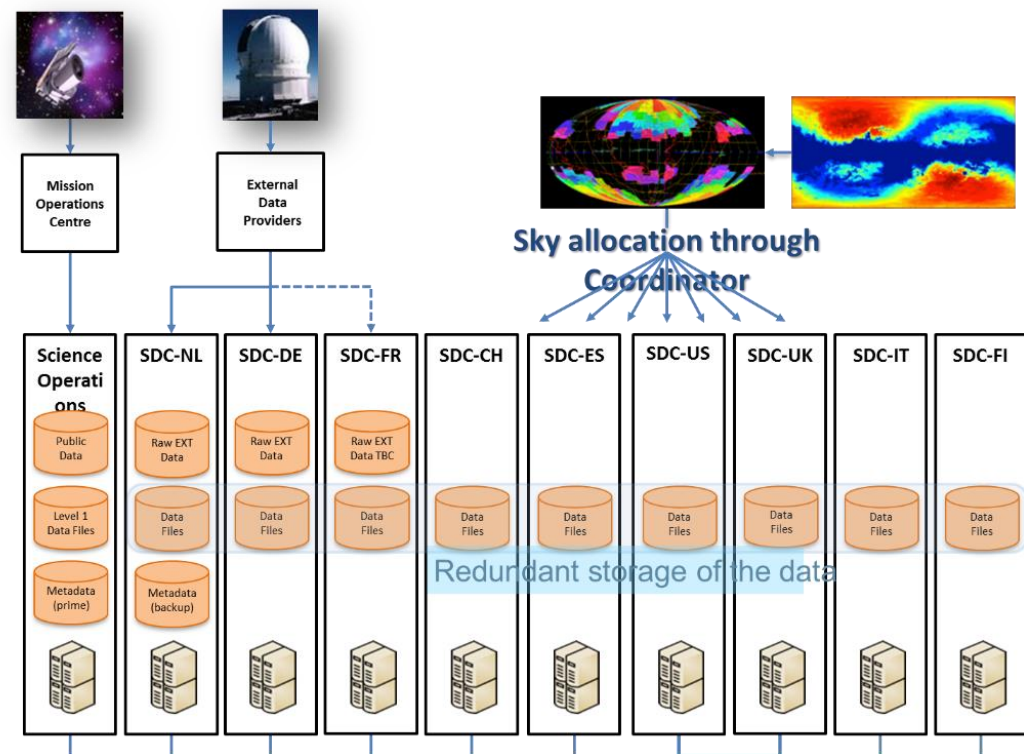 Mission
Operations
Centre
External
Data
Providers
Sky allocation through
Coordinator
Science
Operati
ons
SDC-NL
SDC-DE
SDC-FR
SDC-CH
SDC-ES
SDC-US
SDC-UK
SDC-IT
SDC-FI
Public
Data
Raw EXT
Data
Raw EXT
Data
Raw EXT
Data TBC
Level 1
Data Files
Data
Files
Data
Files
Data
Files
Data
Files
Data
Files
Data
Files
Data
Files
Data
Files
Data
Files
Redundant storage of the data
Metadata
(prime)
Metadata
(backup)